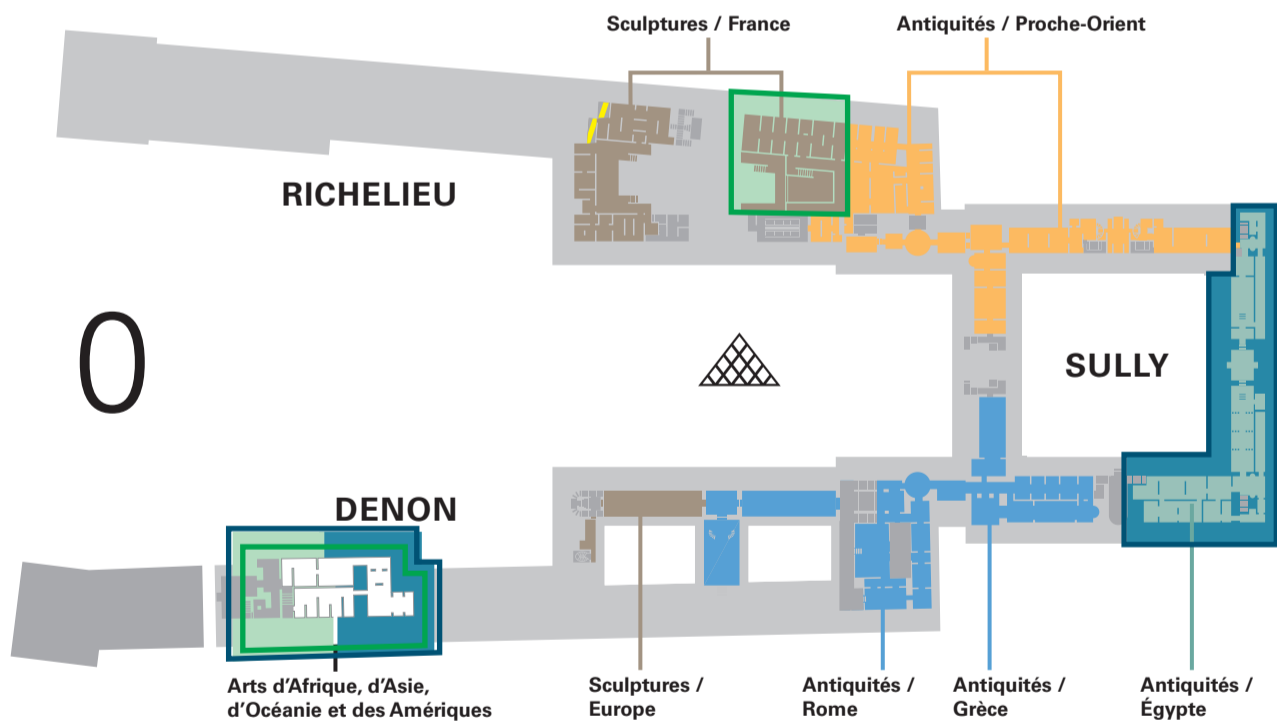 Sculptures / France
Antiquités / Proche-Orient
RICHELIEU
0
SULLY
DENON
Arts d’Afrique, d’Asie,
d’Océanie et des Amériques
Sculptures /
Europe
Antiquités /
Rome
Antiquités /
Grèce
Antiquités /
Égypte